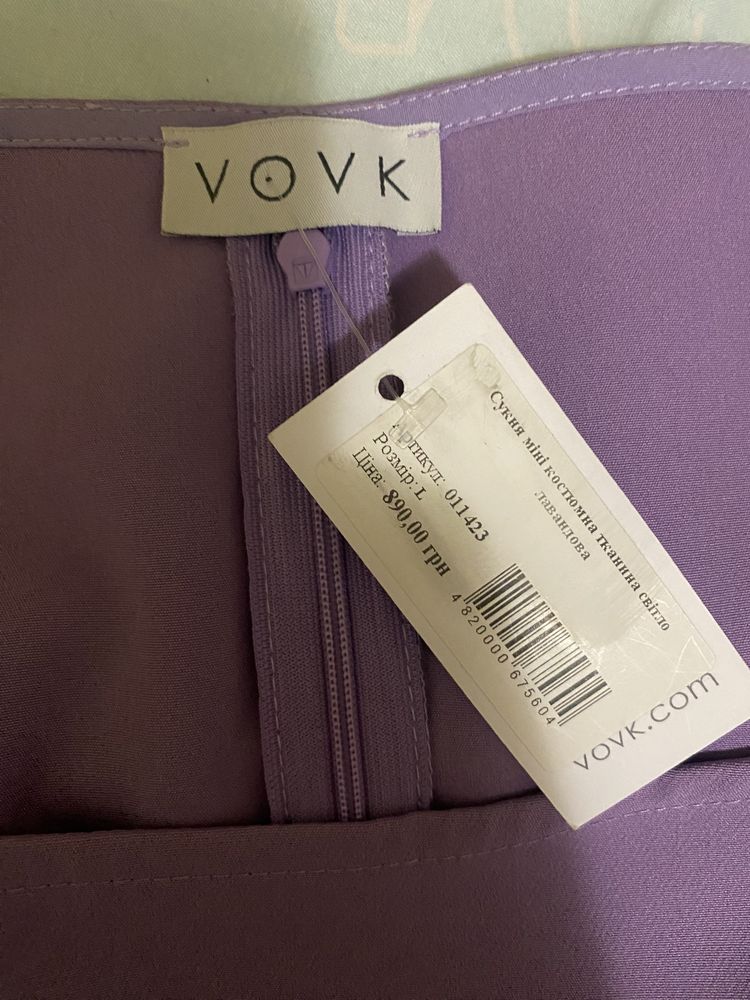 VOVK
Сукня міні костюмна тканина світло
лавандова
Артикул: 011423
Розмір: L
Ціна: 890,00 грн
4820000675604
vovk.com